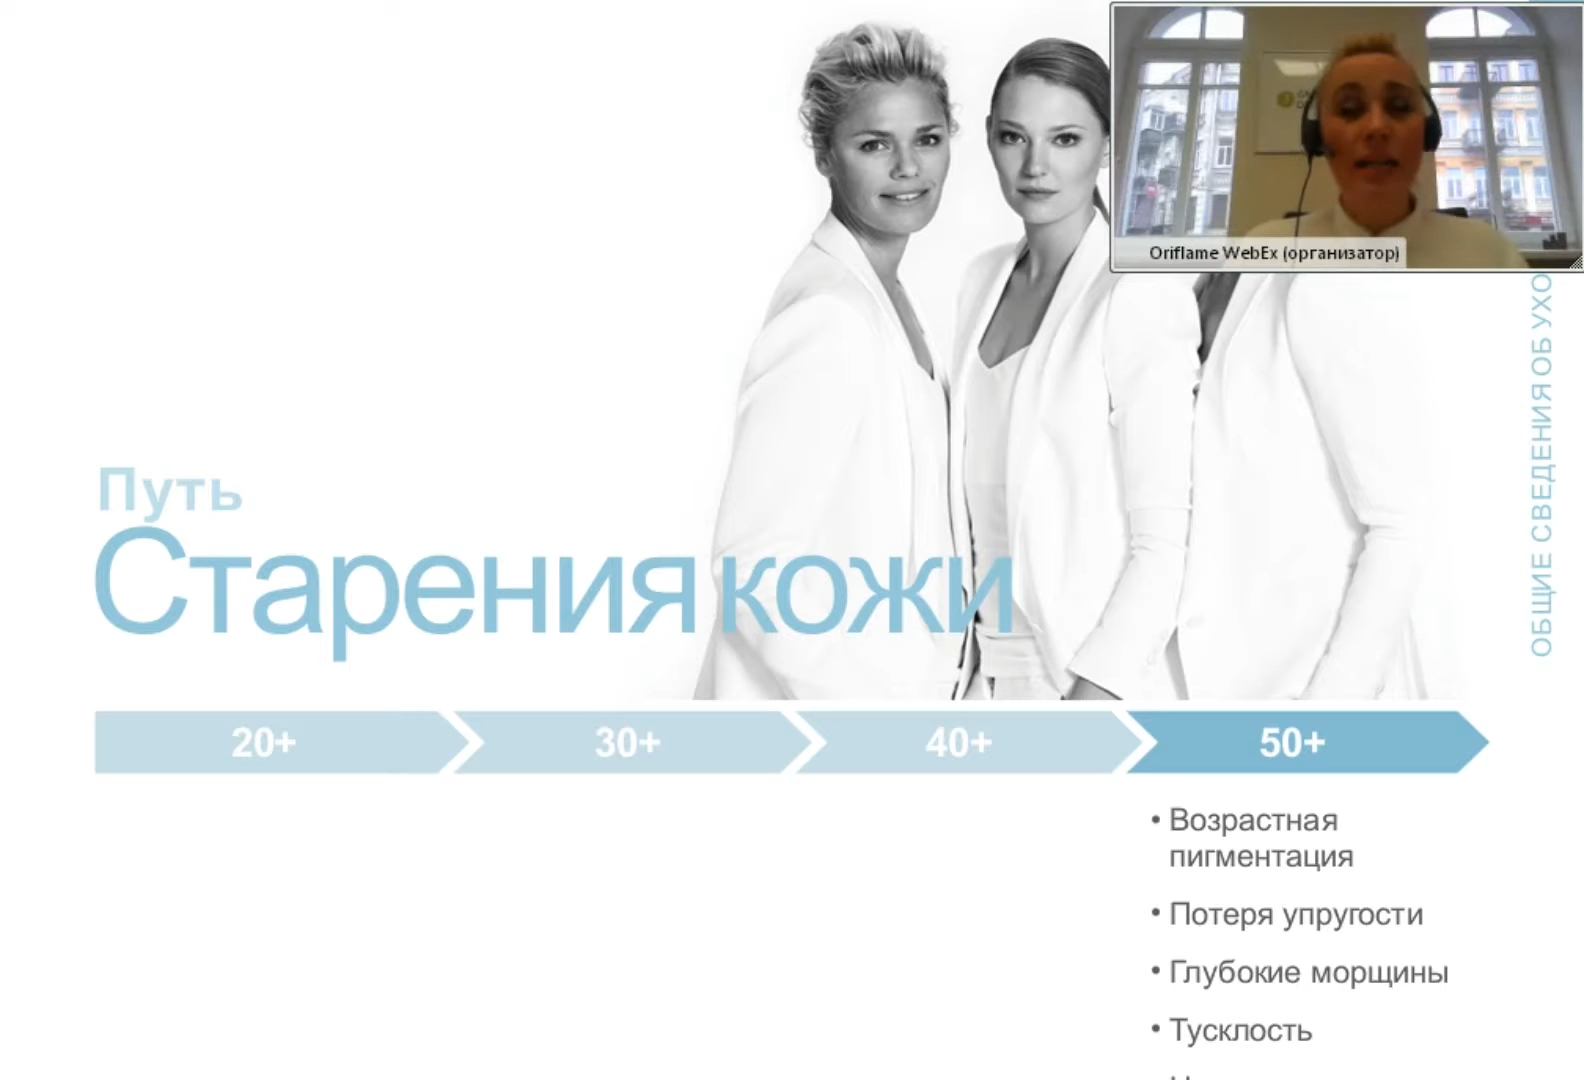 Oriflame WebEx (организатор)
ОБЩИЕ СВЕДЕНИЯ ОБ УХО
Путь
Старения кожи
20+
30+
40+
50+
• Возрастная
пигментация
• Потеря упругости
• Глубокие морщины
• Тусклость